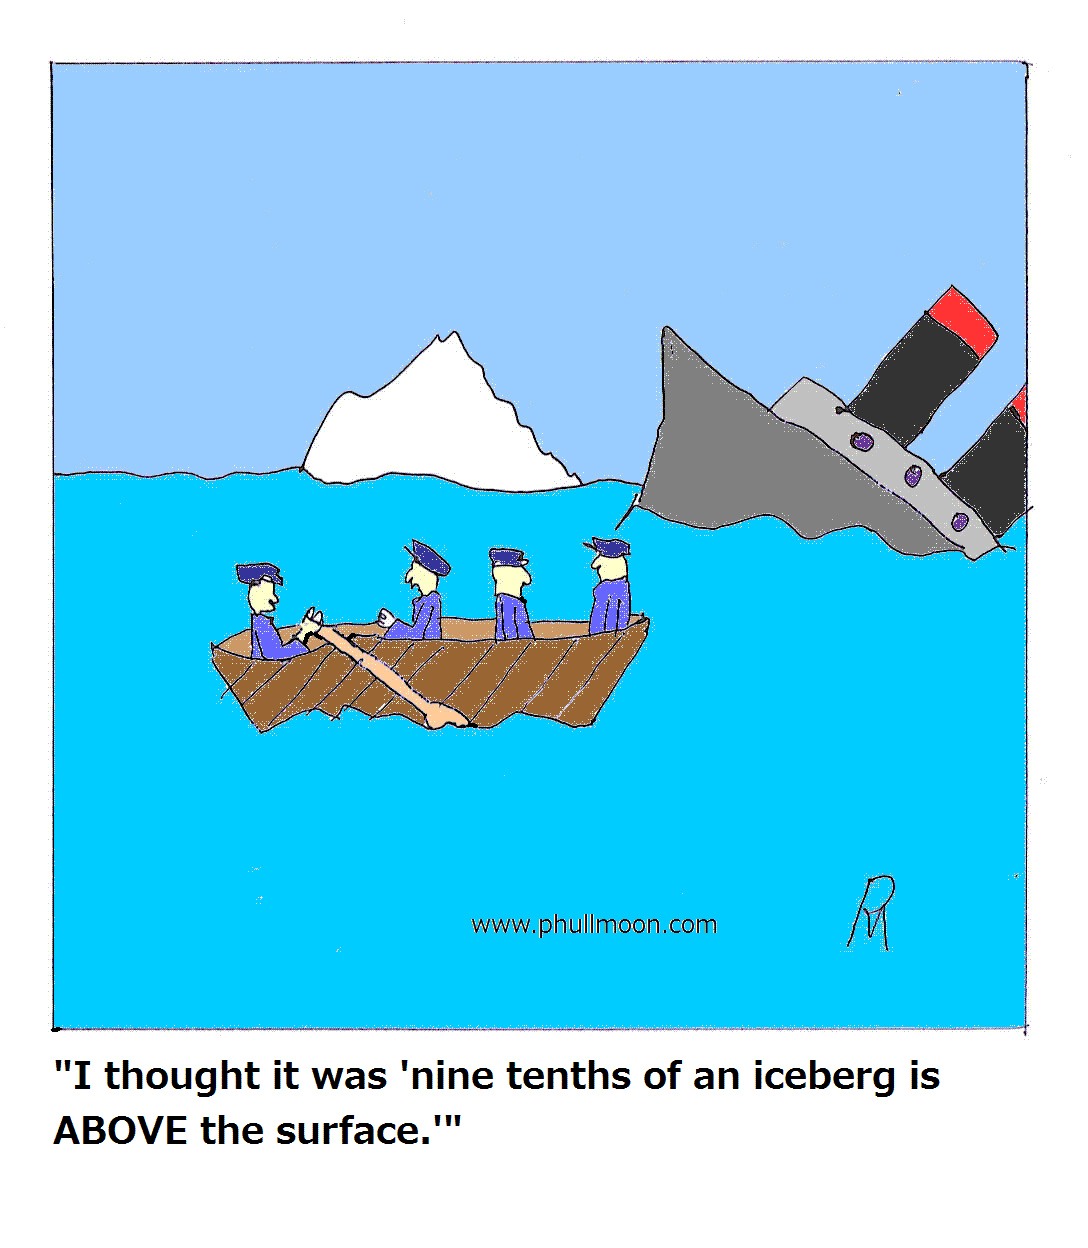 www.phullmoon.com
"I thought it was 'nine tenths of an iceberg is
ABOVE the surface.'"